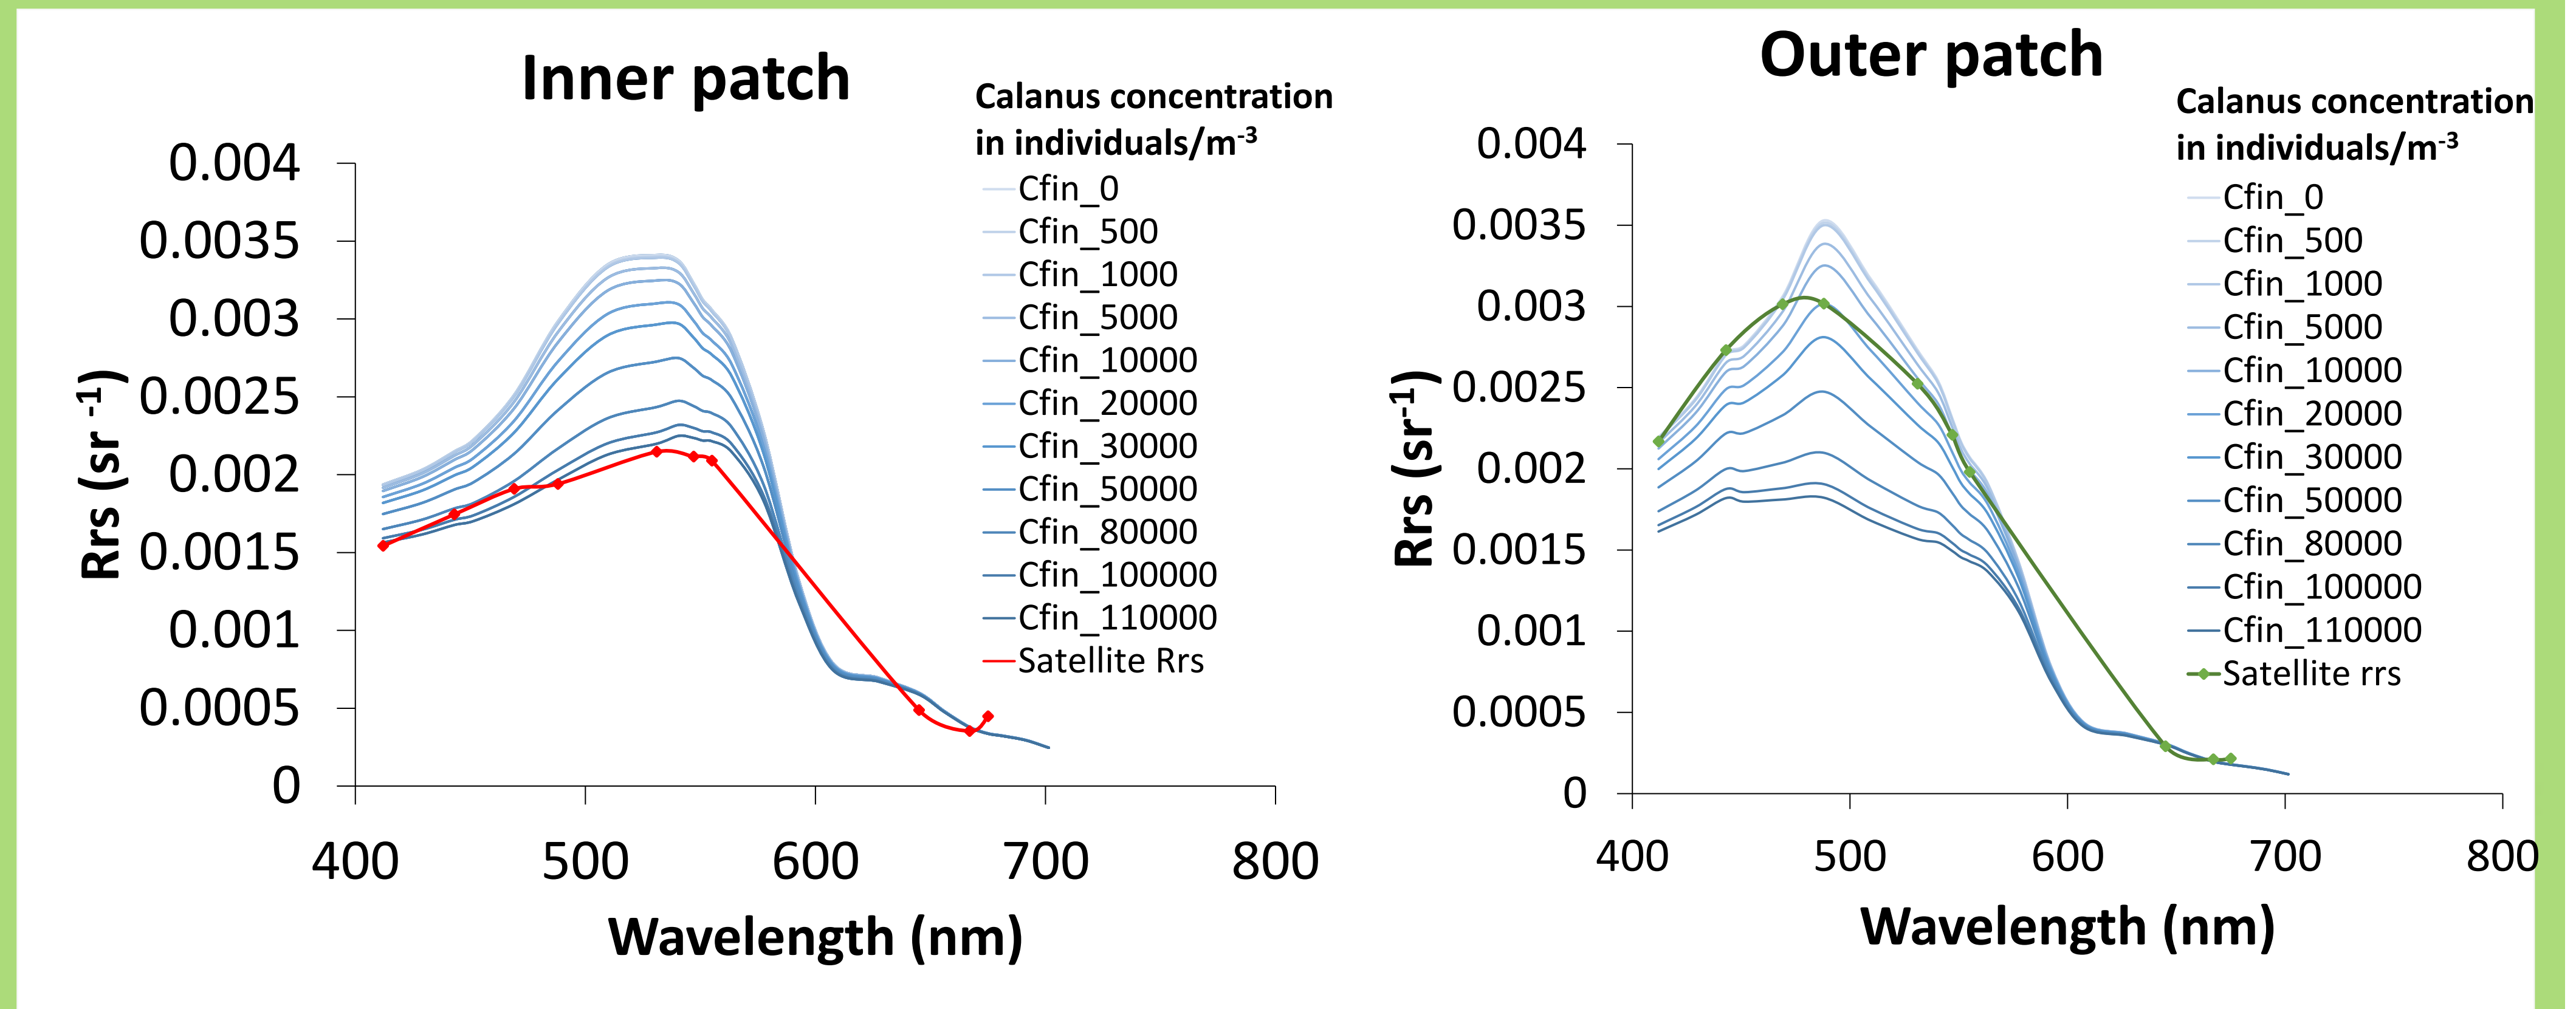 Inner patch
Calanus concentration
in individuals/m⁻³
0.004
0.0035
0.003
0.0025
0.002
0.0015
0.001
0.0005
0
Rrs (sr ⁻¹)
400 500 600 700 800
Wavelength (nm)
Cfin_0
Cfin_500
Cfin_1000
Cfin_5000
Cfin_10000
Cfin_20000
Cfin_30000
Cfin_50000
Cfin_80000
Cfin_100000
Cfin_110000
Satellite Rrs
Outer patch
Calanus concentration
in individuals/m⁻³
0.004
0.0035
0.003
0.0025
0.002
0.0015
0.001
0.0005
0
Rrs (sr⁻¹)
400 500 600 700 800
Wavelength (nm)
Cfin_0
Cfin_500
Cfin_1000
Cfin_5000
Cfin_10000
Cfin_20000
Cfin_30000
Cfin_50000
Cfin_80000
Cfin_100000
Cfin_110000
Satellite rrs